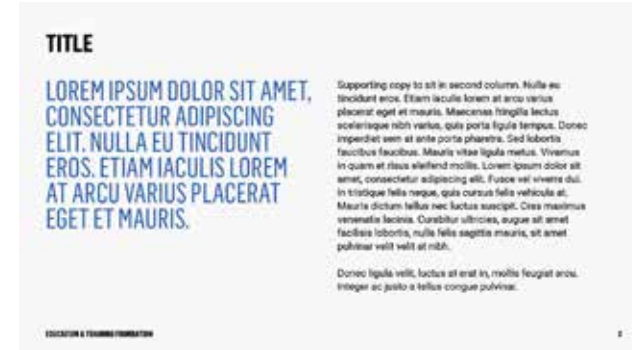 TITLE
LOREM IPSUM DOLOR SIT AMET,
CONSECTETUR ADIPISCING
ELIT. NULLA EU TINCIDUNT
EROS. ETIAM IACULIS LOREM
AT ARCU VARIUS PLACERAT
EGET ET MAURIS.
Supporting copy to sit in second column. Nulla eu
tincidunt eros. Etiam iaculis lorem at arcu varius
placerat eget et mauris. Maecenas fringilla lectus
scelerisque nibh varius, quis porta ligula tempus. Donec
imperdiet sem at ante porta pharetra. Sed lobortis
faucibus faucibus. Mauris vitae ligula metus. Vivamus
in quam et risus eleifend mollis. Lorem ipsum dolor sit
amet, consectetur adipiscing elit. Fusce vel viverra dui.
In tristique felis neque, quis cursus felis vehicula at.
Mauris dictum tellus nec luctus suscipit. Cras maximus
venenatis lacinia. Curabitur ultricies, augue sit amet
facilisis lobortis, nulla felis sagittis mauris, sit amet
pulvinar velit velit at nibh.
Donec ligula velit, luctus at erat in, mollis feugiat arcu.
Integer ac justo a tellus congue pulvinar.
EDUCATION & TRAINING FOUNDATION